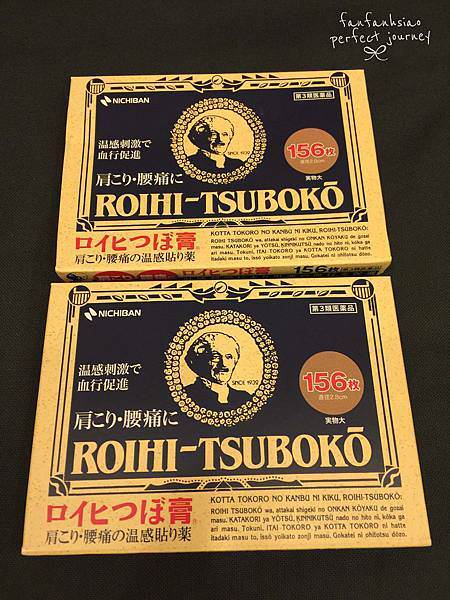 fanfanhsiao
perfect journey
NICHIBAN
第3類医薬品
温感刺激で
血行促進
SINCE 1932
156枚
直径2.8cm
実物大
肩こり・腰痛に
ROIHI-TSUBOKŌ
ロイヒつぼ膏®
肩こり・腰痛の温感貼り薬
KOTTA TOKORO NO KANBU NI KIKU, ROIHI-TSUBOKŌ:
ROIHI TSUBOKŌ wa, attakai shigeki no ONKAN KŌYAKU de gozai
masu. KATAKORI ya YŌTSŪ, KINNIKUTSŪ nado no hito ni, kōka ga
ari masu. Tokuni, ITAI TOKORO ya KOTTA TOKORO ni hatte
itadaki masu to, issō yoikato zonji masu. Gokatei ni ohitotsu dōzo.
NICHIBAN
第3類医薬品
温感刺激で
血行促進
SINCE 1932
156枚
直径2.8cm
実物大
肩こり・腰痛に
ROIHI-TSUBOKŌ
ロイヒつぼ膏®
肩こり・腰痛の温感貼り薬
KOTTA TOKORO NO KANBU NI KIKU, ROIHI-TSUBOKŌ:
ROIHI TSUBOKŌ wa, attakai shigeki no ONKAN KŌYAKU de gozai
masu. KATAKORI ya YŌTSŪ, KINNIKUTSŪ nado no hito ni, kōka ga
ari masu. Tokuni, ITAI TOKORO ya KOTTA TOKORO ni hatte
itadaki masu to, issō yoikato zonji masu. Gokatei ni ohitotsu dōzo.